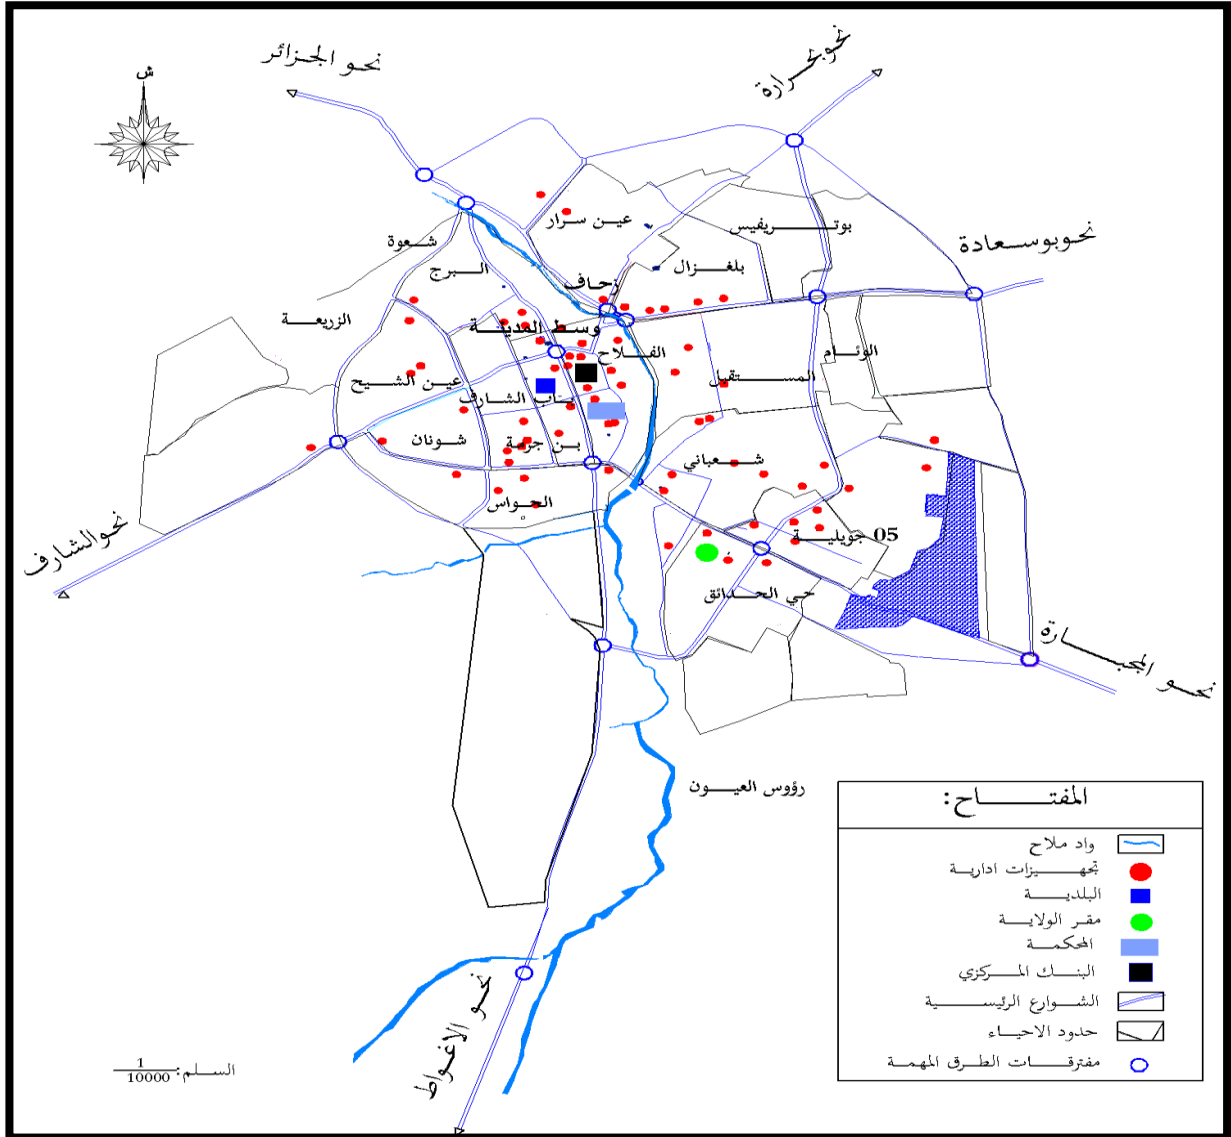 ش
نحو الجزائر
نحو بحرارة
عين سرار
بوتريفيس
نحو بوسعادة
شعوة
البرج
بلغزال
زحاف
الزريعة
وسط المدينة
الفلاح
الوئام
عين الشيح
المستقبل
باب الشارف
شونان
بن جرمة
شعباني
الحواس
05 جويلية
نحو الشارف
حي الحدائق
نحو المجبارة
رؤوس العيون
المفتاح:
واد ملاح
تجهيزات ادارية
البلدية
مقر الولاية
المحكمة
البنك المركزي
الشوارع الرئيسية
حدود الاحياء
مفترقات الطرق المهمة
نحو الاغواط
السلم: 1/10000